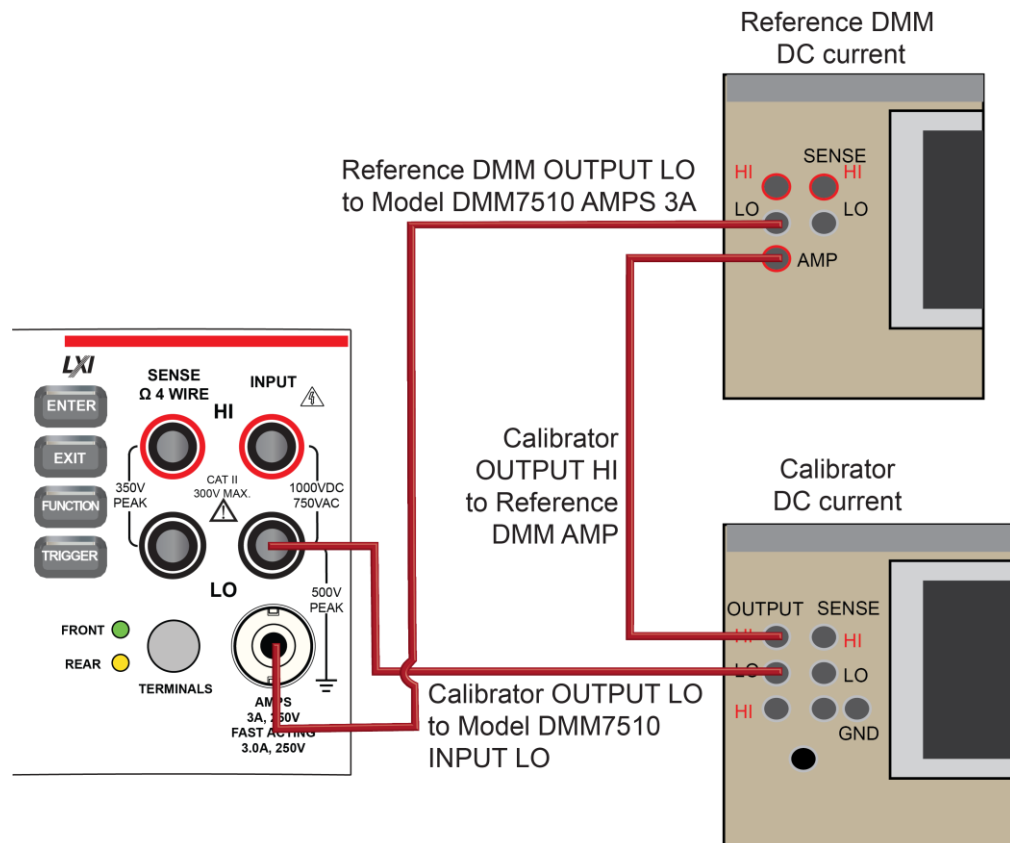 Reference DMM
DC current
SENSE
HI
HI
LO
LO
AMP
Reference DMM OUTPUT LO
to Model DMM7510 AMPS 3A
LXI
ENTER
EXIT
FUNCTION
TRIGGER
SENSE
Ω 4 WIRE
INPUT
HI
350V
PEAK
CAT II
300V MAX.
1000VDC
750VAC
LO
500V
PEAK
FRONT
REAR
TERMINALS
AMPS
3A, 250V
FAST ACTING
3.0A, 250V
Calibrator
OUTPUT HI
to Reference
DMM AMP
Calibrator
DC current
OUTPUT
SENSE
HI
HI
LO
LO
HI
GND
Calibrator OUTPUT LO
to Model DMM7510
INPUT LO